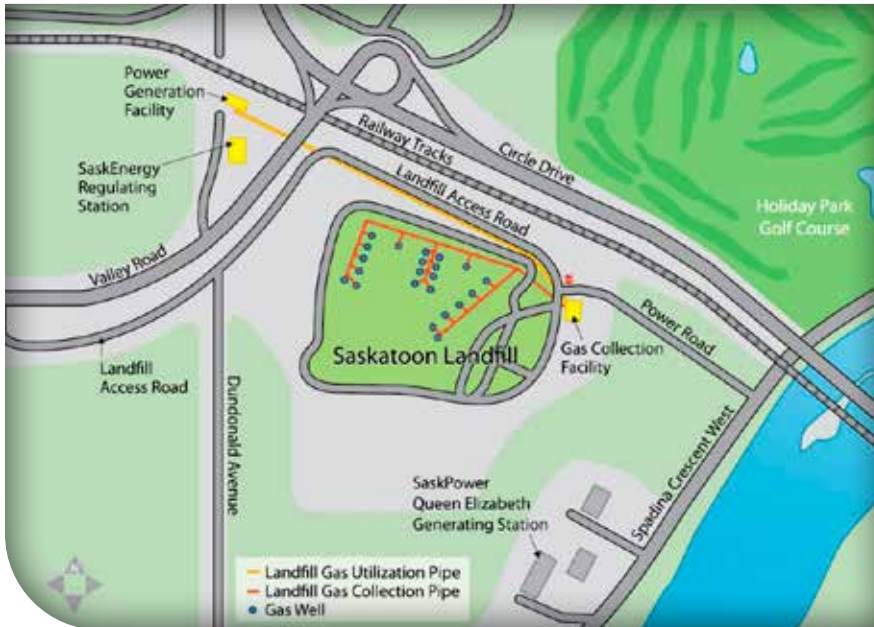 Power
Generation
Facility
SaskEnergy
Regulating
Station
Railway Tracks
Circle Drive
Landfill Access Road
Holiday Park
Golf Course
Valley Road
Power Road
Saskatoon Landfill
Gas Collection
Facility
Landfill
Access Road
Dundonald Avenue
Spadina Crescent West
SaskPower
Queen Elizabeth
Generating Station
N
Landfill Gas Utilization Pipe
Landfill Gas Collection Pipe
Gas Well